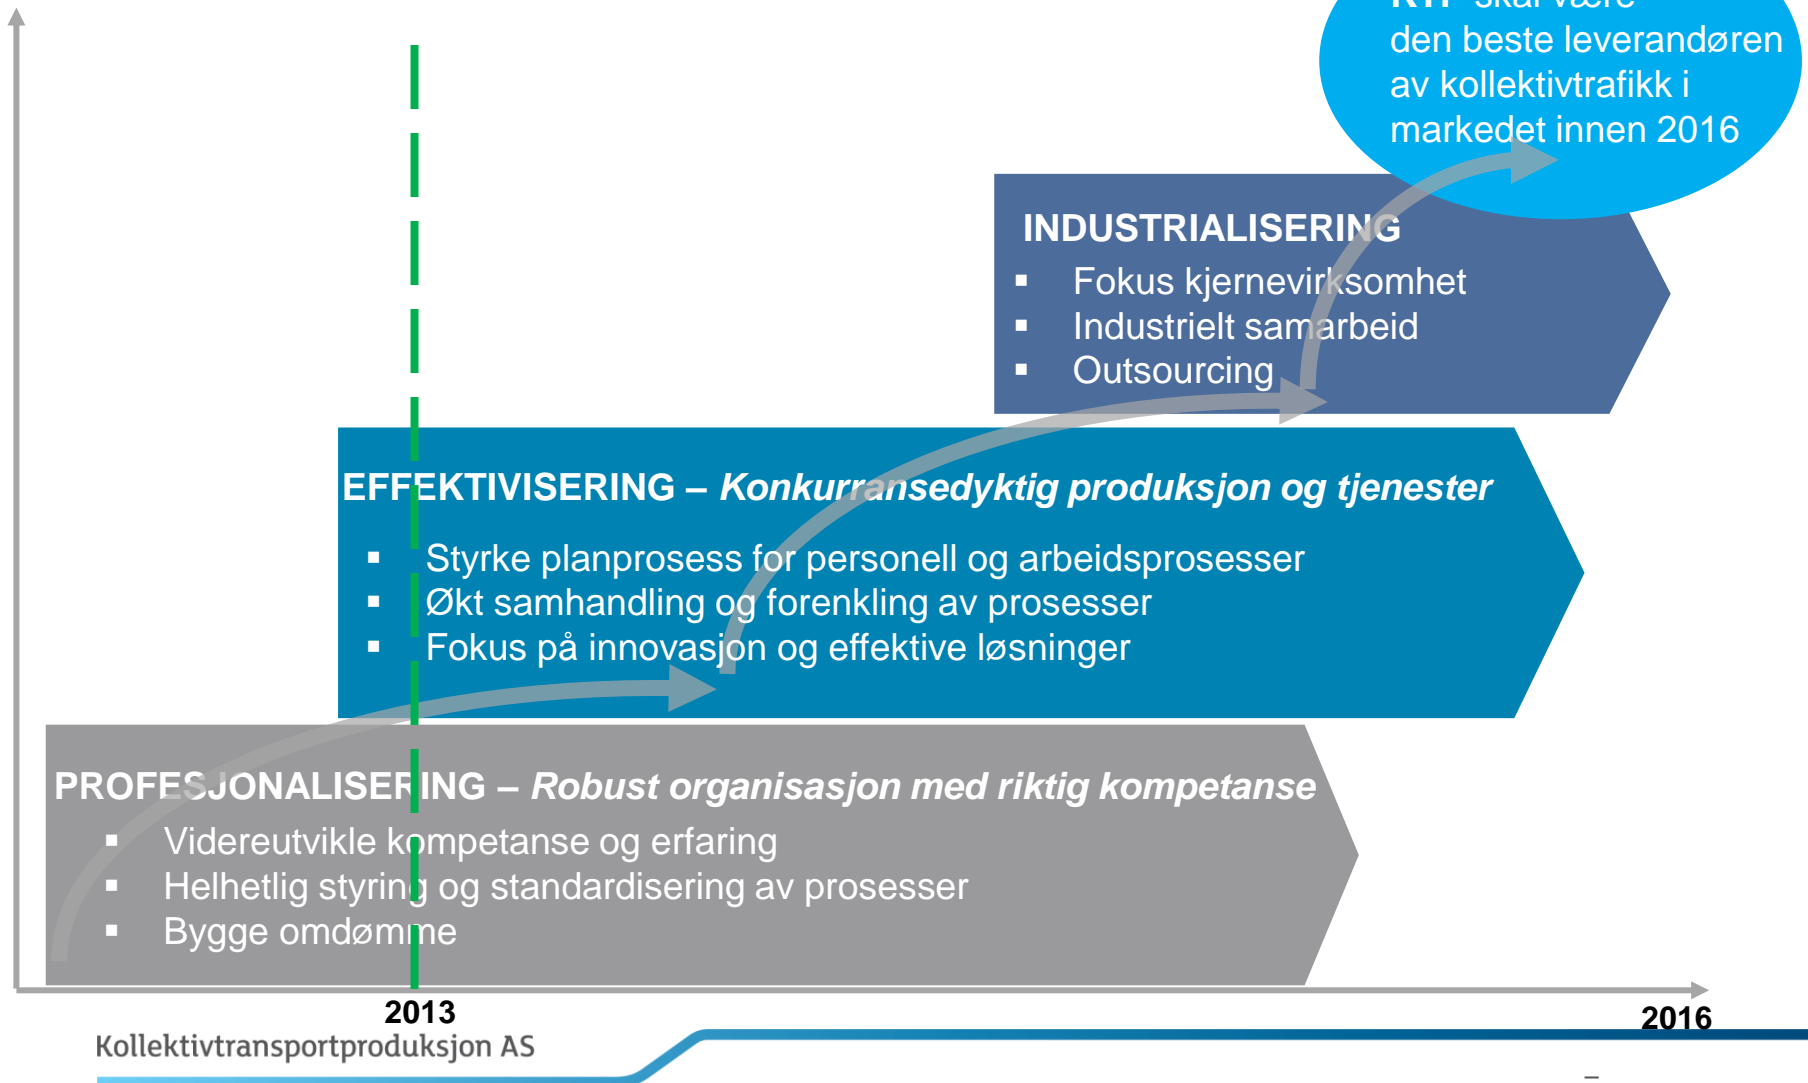 KTP skal være
den beste leverandøren
av kollektivtrafikk i
markedet innen 2016
INDUSTRIALISERING
▪ Fokus kjernevirksomhet
▪ Industrielt samarbeid
▪ Outsourcing
EFFEKTIVISERING – Konkurransedyktig produksjon og tjenester
▪ Styrke planprosess for personell og arbeidsprosesser
▪ Økt samhandling og forenkling av prosesser
▪ Fokus på innovasjon og effektive løsninger
PROFESJONALISERING – Robust organisasjon med riktig kompetanse
▪ Videreutvikle kompetanse og erfaring
▪ Helhetlig styring og standardisering av prosesser
▪ Bygge omdømme
2013
2016
Kollektivtransportproduksjon AS